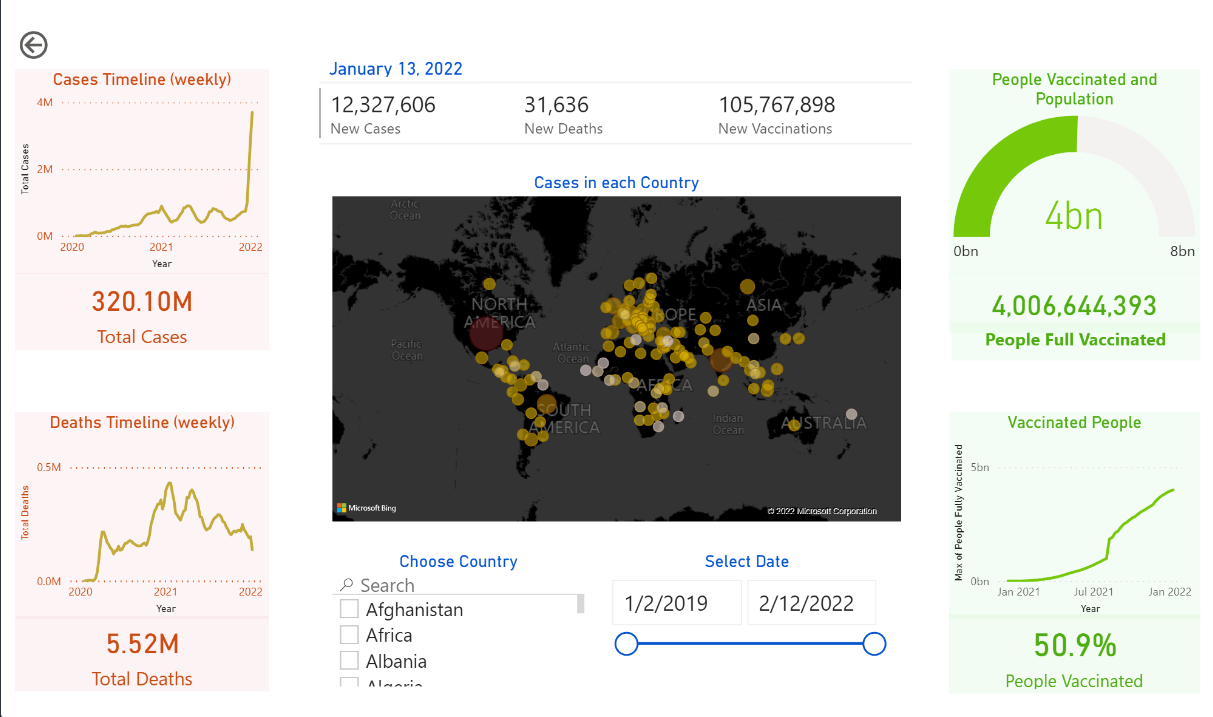 Cases Timeline (weekly)
4M
2M
0M
Total Cases
2020
2021
2022
Year
320.10M
Total Cases
Deaths Timeline (weekly)
0.5M
0.0M
Total Deaths
2020
2021
2022
Year
5.52M
Total Deaths
January 13, 2022
12,327,606
31,636
105,767,898
New Cases
New Deaths
New Vaccinations
Cases in each Country
Arctic
Ocean
NORTH
AMERICA
Pacific
Ocean
Atlantic
Ocean
OPE
ASIA
AFRICA
SOUTH
AMERICA
Indian
Ocean
AUSTRALIA
Microsoft Bing
© 2022 Microsoft Corporation
Choose Country
Search
Afghanistan
Africa
Albania
Algeria
Select Date
1/2/2019
2/12/2022
People Vaccinated and
Population
4bn
0bn
8bn
4,006,644,393
People Full Vaccinated
Vaccinated People
Max of People Fully Vaccinated
5bn
0bn
Jan 2021
Jul 2021
Jan 2022
Year
50.9%
People Vaccinated